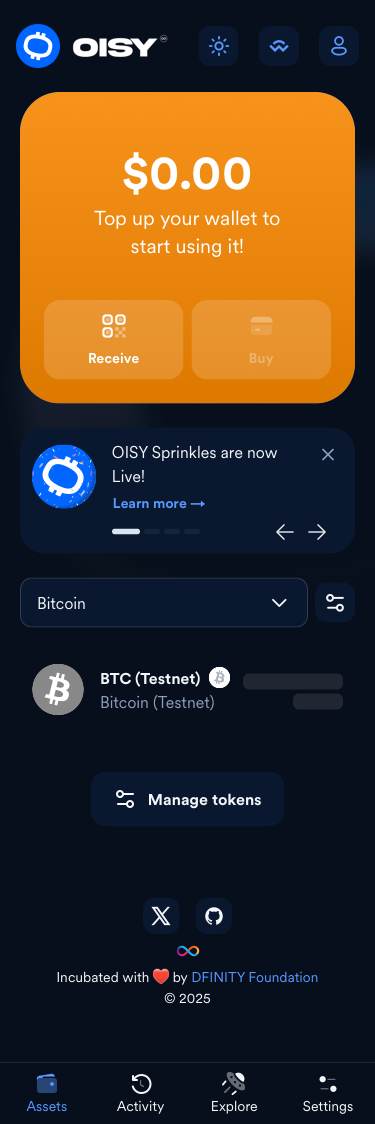 OISY
$0.00
Top up your wallet to
start using it!
Receive
Buy
OISY Sprinkles are now
Live!
Learn more →
Bitcoin
BTC (Testnet)
Bitcoin (Testnet)
Manage tokens
Incubated with ❤️ by DFINITY Foundation
© 2025
Assets
Activity
Explore
Settings